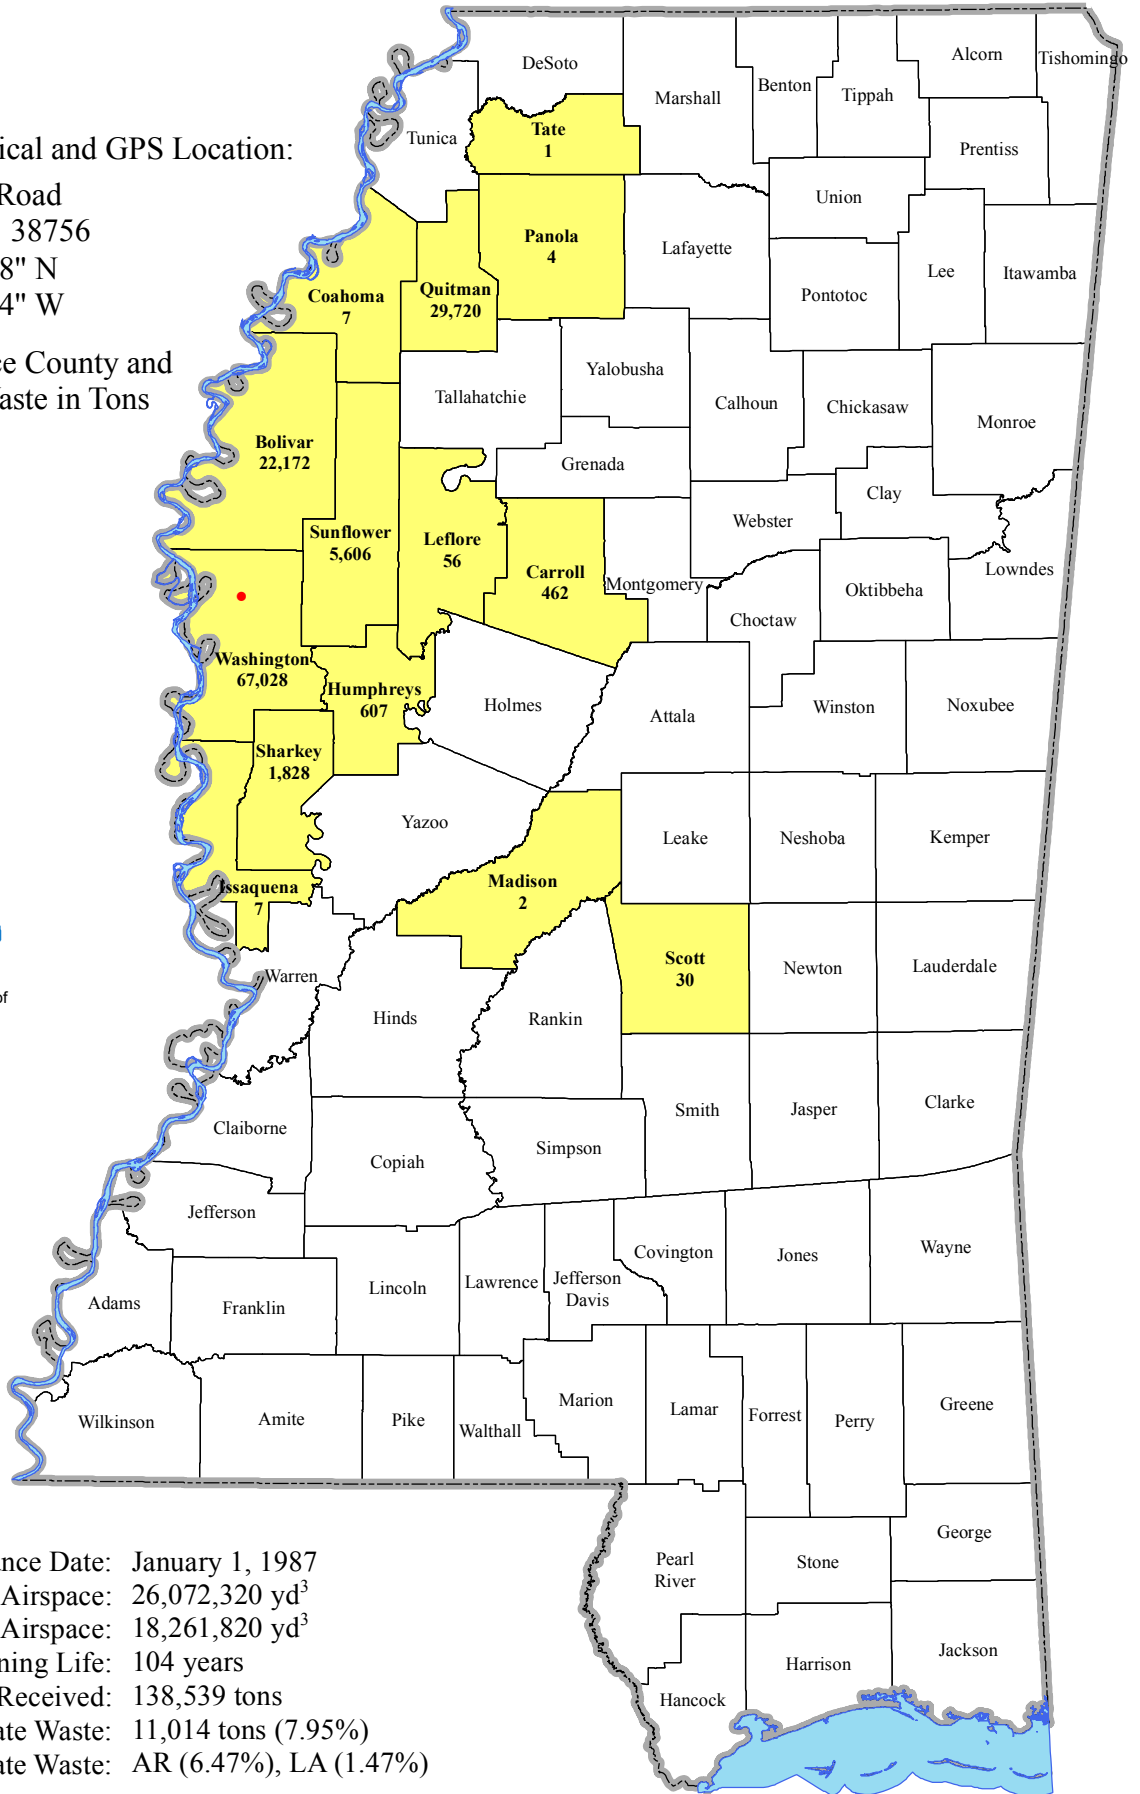 DeSoto
Marshall
Benton
Tippah
Alcorn
Tishomingo
Tunica
Tate
1
Prentiss
ical and GPS Location:
Road
38756
8" N
4" W
Union
Panola
4
Lafayette
Lee
Itawamba
Pontotoc
Coahoma
7
Quitman
29,720
ce County and
Waste in Tons
Tallahatchie
Yalobusha
Calhoun
Chickasaw
Monroe
Bolivar
22,172
Grenada
Clay
Webster
Sunflower
5,606
Leflore
56
Carroll
462
Montgomery
Lowndes
Oktibbeha
Choctaw
Washington
67,028
Humphreys
607
Holmes
Attala
Winston
Noxubee
Sharkey
1,828
Yazoo
Leake
Neshoba
Kemper
Issaquena
7
Madison
2
Scott
30
Newton
Lauderdale
Warren
of
Hinds
Rankin
Smith
Jasper
Clarke
Claiborne
Copiah
Simpson
Jefferson
Lincoln
Lawrence
Jefferson
Davis
Covington
Jones
Wayne
Adams
Franklin
Wilkinson
Amite
Pike
Walthall
Marion
Lamar
Forrest
Perry
Greene
George
Pearl
River
Stone
Harrison
Jackson
Hancock
ance Date: January 1, 1987
Airspace: 26,072,320 yd³
Airspace: 18,261,820 yd³
ning Life: 104 years
Received: 138,539 tons
ate Waste: 11,014 tons (7.95%)
ate Waste: AR (6.47%), LA (1.47%)